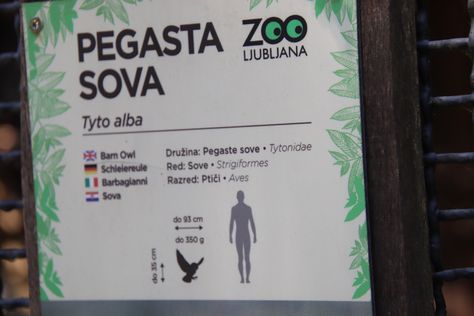 PEGASTA
SOVA
ZOO
LJUBLJANA
Tyto alba
Barn Owl
Schleiereule
Barbagianni
Sova
Družina: Pegaste sove • Tytonidae
Red: Sove • Strigiformes
Razred: Ptiči • Aves
do 93 cm
do 350 g
do 35 cm